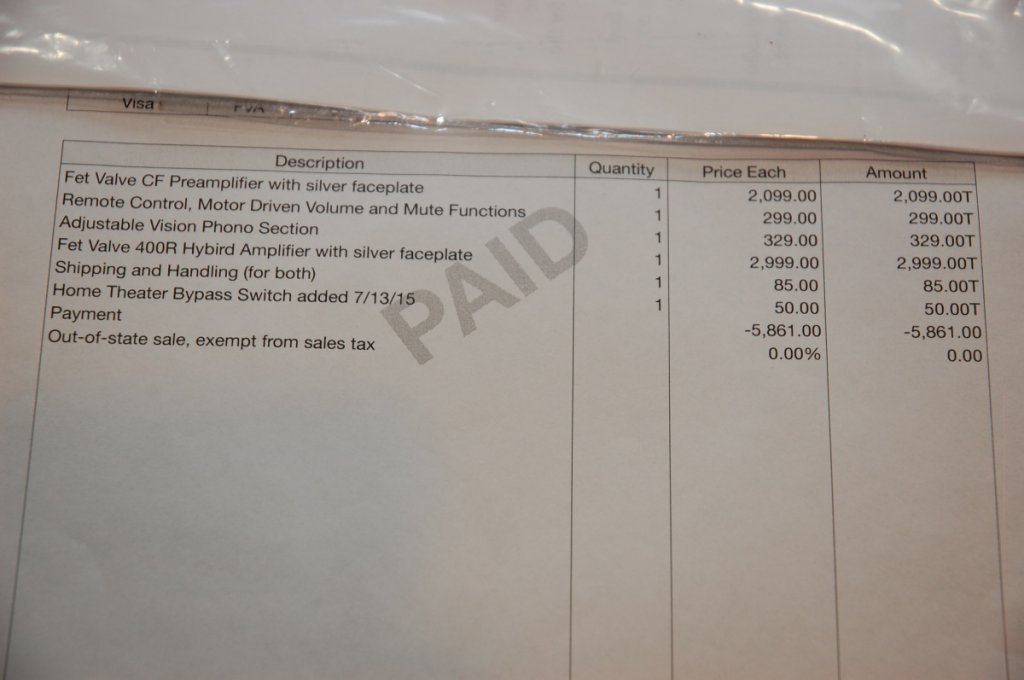 Visa
Description Quantity Price Each Amount
Fet Valve CF Preamplifier with silver faceplate 1 2,099.00 2,099.00T
Remote Control, Motor Driven Volume and Mute Functions 1 299.00 299.00T
Adjustable Vision Phono Section 1 329.00 329.00T
Fet Valve 400R Hybird Amplifier with silver faceplate 1 2,999.00 2,999.00T
Shipping and Handling (for both) 1 85.00 85.00T
Home Theater Bypass Switch added 7/13/15 1 50.00 50.00T
Payment -5,861.00 -5,861.00
Out-of-state sale, exempt from sales tax 0.00% 0.00
PAID